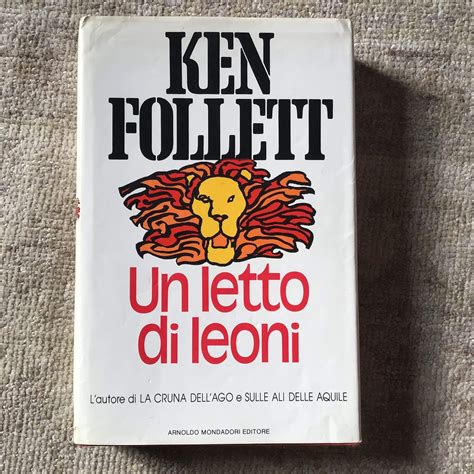 KEN
FOLLETT
Un letto
di leoni
L'autore di LA CRUNA DELL'AGO e SULLE ALI DELLE AQUILE
ARNOLDO MONDADORI EDITORE